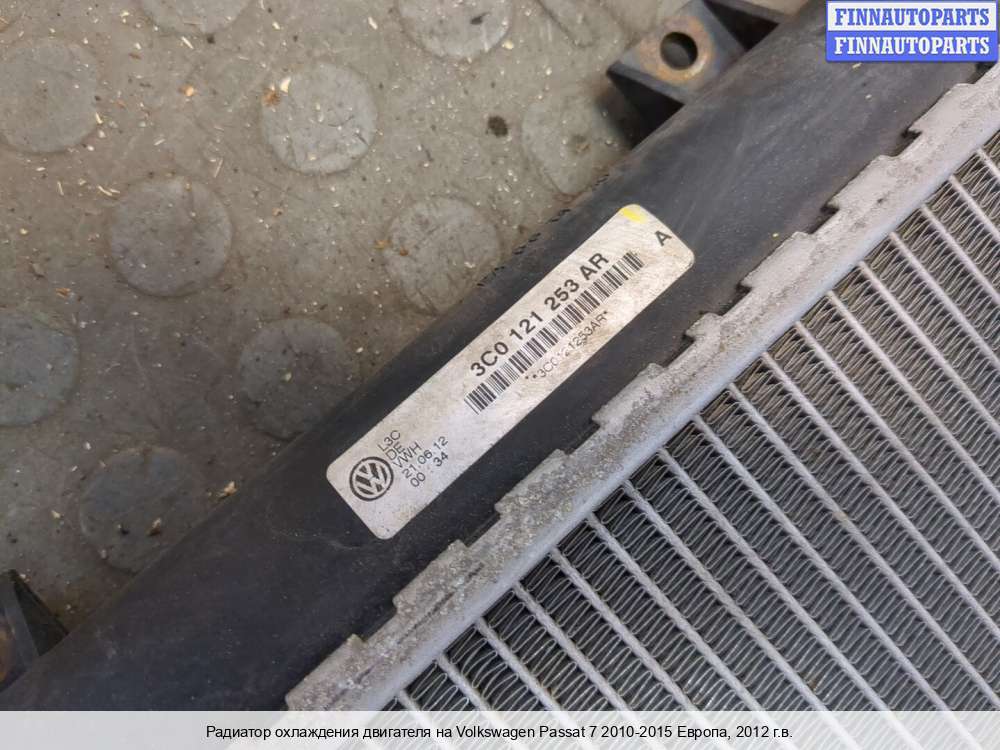 FINNAUTOPARTS
FINNAUTOPARTS
3C0 121 253 AR
A
**3C0121253AR*
L3C
DE
VWH
21.06.12
00:34
Радиатор охлаждения двигателя на Volkswagen Passat 7 2010-2015 Европа, 2012 г.в.